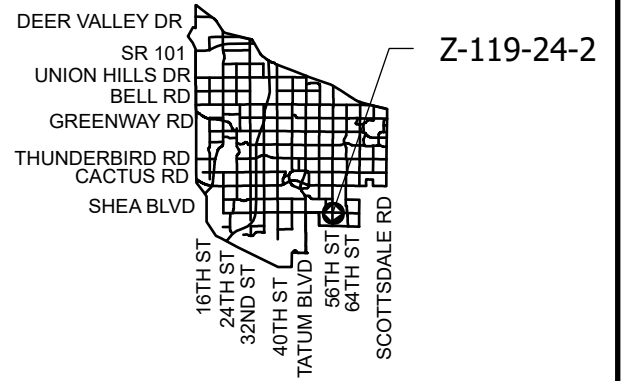 DEER VALLEY DR
SR 101
UNION HILLS DR
BELL RD
GREENWAY RD
THUNDERBIRD RD
CACTUS RD
SHEA BLVD
Z-119-24-2
16TH ST
24TH ST
32ND ST
40TH ST
TATUM BLVD
56TH ST
64TH ST
SCOTTSDALE RD